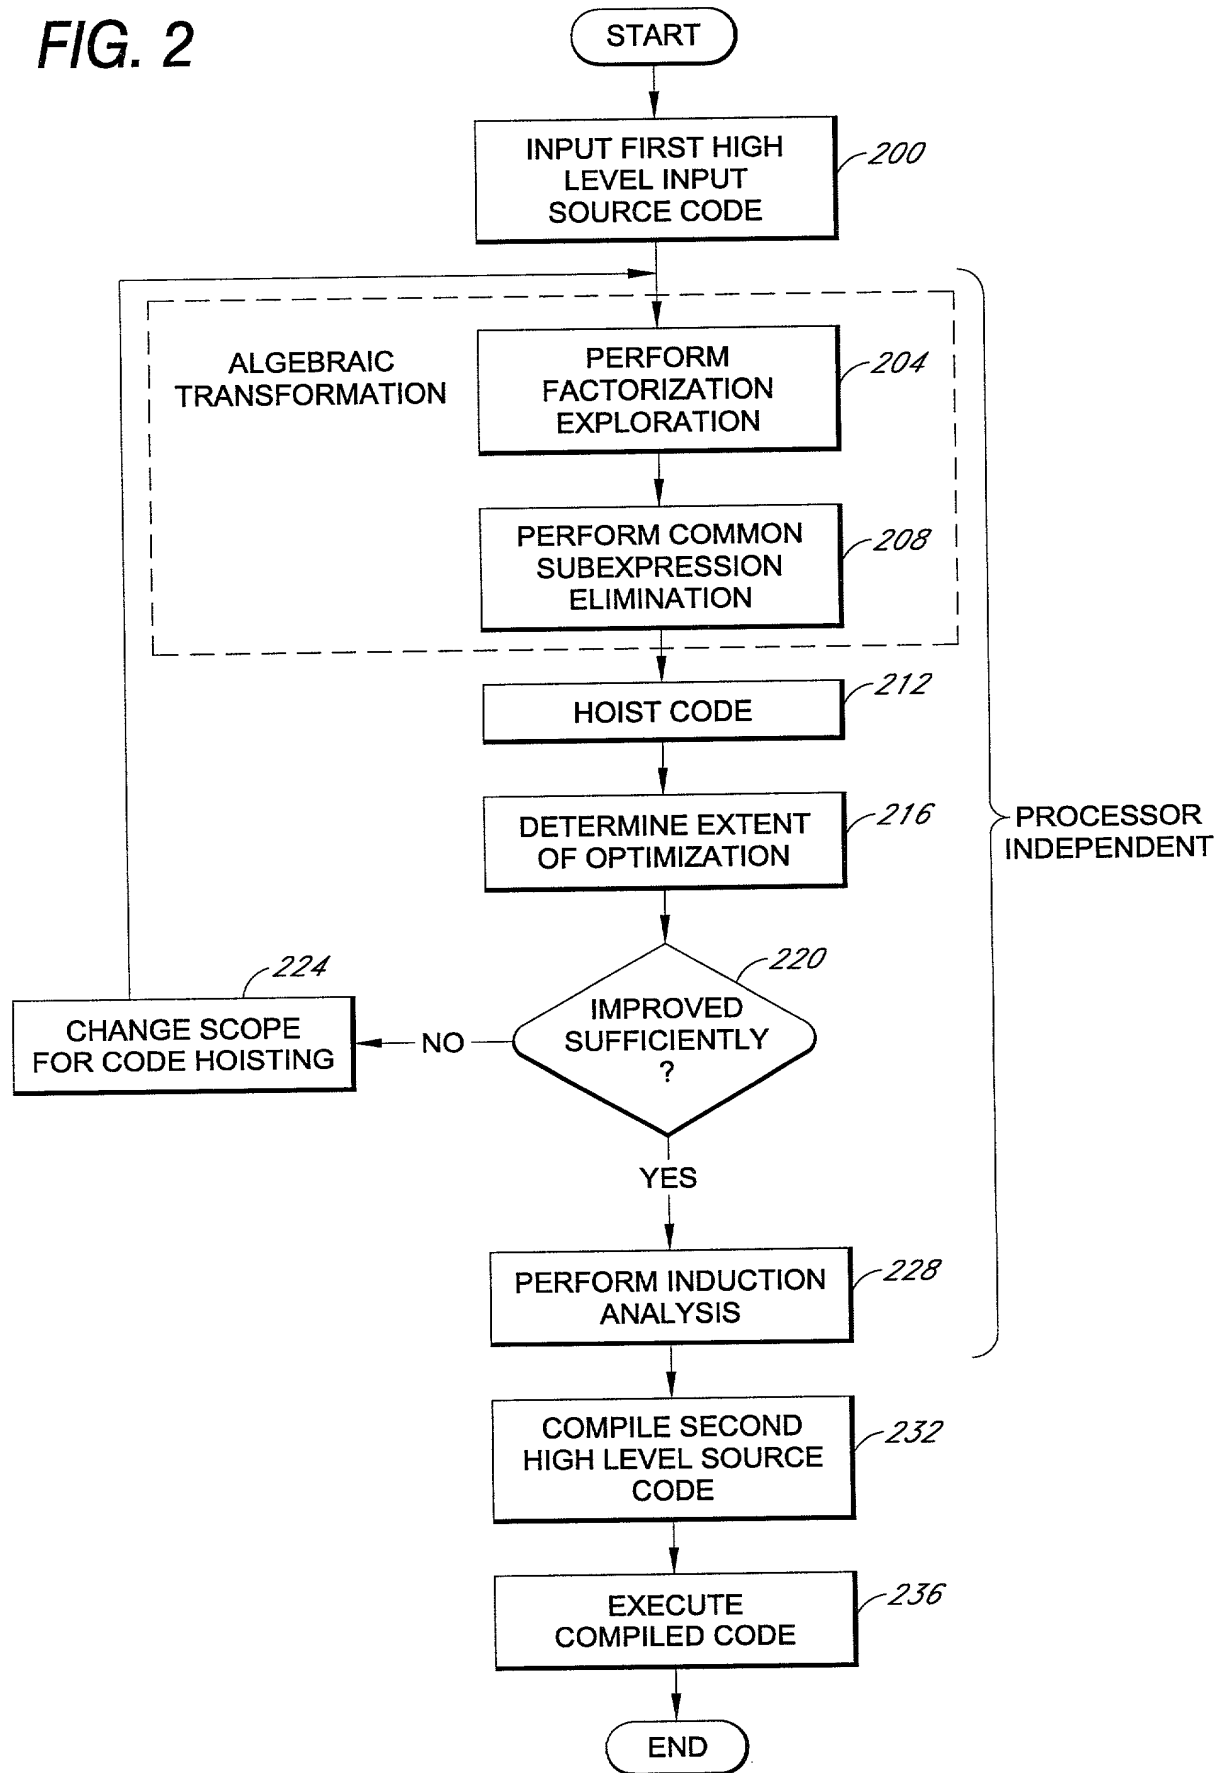 FIG. 2
START
INPUT FIRST HIGH
LEVEL INPUT
SOURCE CODE
200
ALGEBRAIC
TRANSFORMATION
PERFORM
FACTORIZATION
EXPLORATION
204
PERFORM COMMON
SUBEXPRESSION
ELIMINATION
208
HOIST CODE
212
DETERMINE EXTENT
OF OPTIMIZATION
216
PROCESSOR
INDEPENDENT
IMPROVED
SUFFICIENTLY
?
220
NO
CHANGE SCOPE
FOR CODE HOISTING
224
YES
PERFORM INDUCTION
ANALYSIS
228
COMPILE SECOND
HIGH LEVEL SOURCE
CODE
232
EXECUTE
COMPILED CODE
236
END